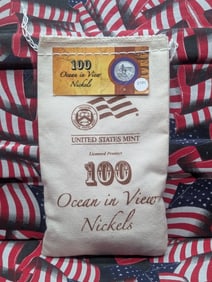 100
Ocean in View
Nickels
UNITED STATES MINT
Licensed Product
100
Ocean in View
Nickels